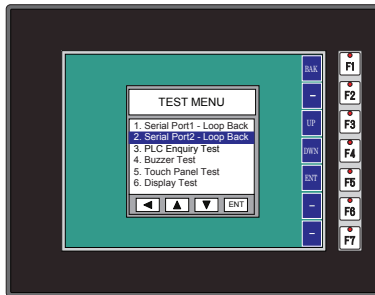 TEST MENU
1. Serial Port1 - Loop Back
2. Serial Port2 - Loop Back
3. PLC Enquiry Test
4. Buzzer Test
5. Touch Panel Test
6. Display Test
ENT
BAK
-
UP
DWN
ENT
-
-
F1
F2
F3
F4
F5
F6
F7